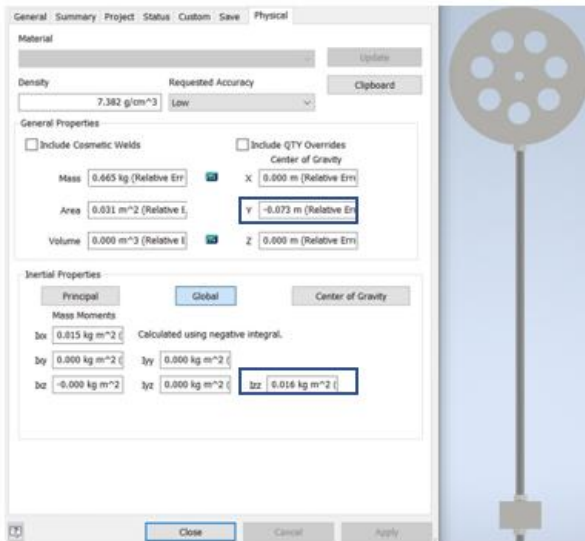 General Summary Project Status Custom Save Physical
Material
Update
Density Requested Accuracy
Clipboard
7.382 g/cm^3 Low
General Properties
Include Cosmetic Welds Include QTY Overrides
Center of Gravity
Mass 0.665 kg (Relative Err X 0.000 m (Relative Erro
Area 0.031 m^2 (Relative E Y -0.073 m (Relative Err
Volume 0.000 m^3 (Relative E Z 0.000 m (Relative Erro
Inertial Properties
Principal Global Center of Gravity
Mass Moments
Ixx 0.015 kg m^2 ( Calculated using negative integral.
Ixy 0.000 kg m^2 ( Iyy 0.000 kg m^2 (
Ixz -0.000 kg m^2 Iyz 0.000 kg m^2 ( Izz 0.016 kg m^2 (
? Close Cancel Apply